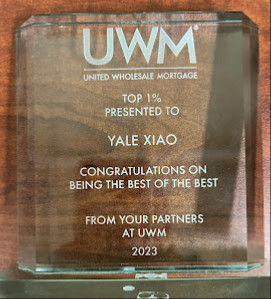 UWM
UNITED WHOLESALE MORTGAGE
TOP 1%
PRESENTED TO
YALE XIAO
CONGRATULATIONS ON
BEING THE BEST OF THE BEST
FROM YOUR PARTNERS
AT UWM
2023